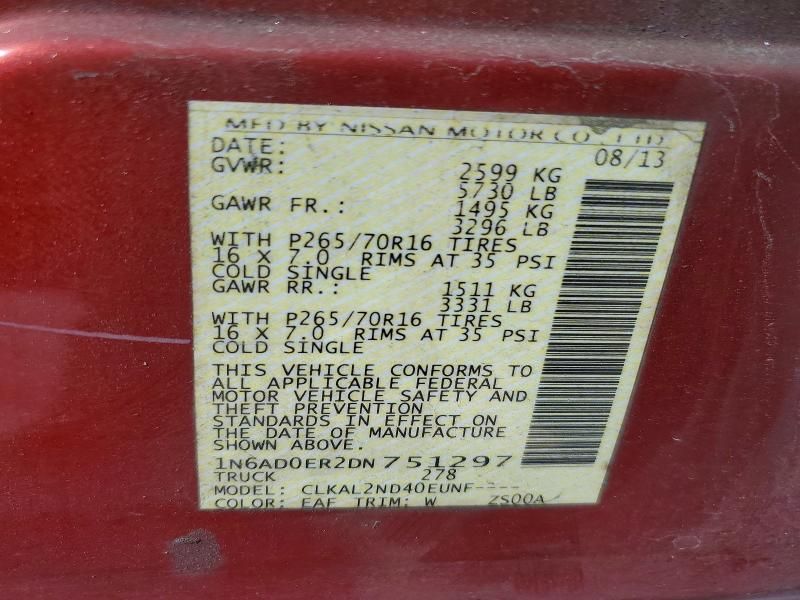 MFD BY NISSAN MOTOR CO., LTD
DATE: 08/13
GVWR: 2599 KG
5730 LB
GAWR FR.: 1495 KG
3296 LB
WITH P265/70R16 TIRES
16 X 7.0 RIMS AT 35 PSI
COLD SINGLE
GAWR RR.: 1511 KG
3331 LB
WITH P265/70R16 TIRES
16 X 7.0 RIMS AT 35 PSI
COLD SINGLE
THIS VEHICLE CONFORMS TO
ALL APPLICABLE FEDERAL
MOTOR VEHICLE SAFETY AND
THEFT PREVENTION
STANDARDS IN EFFECT ON
THE DATE OF MANUFACTURE
SHOWN ABOVE.
1N6AD0ER2DN 751297
TRUCK 278
MODEL: CLKAL2ND40EUNF----
COLOR: EAF TRIM: W ZS00A